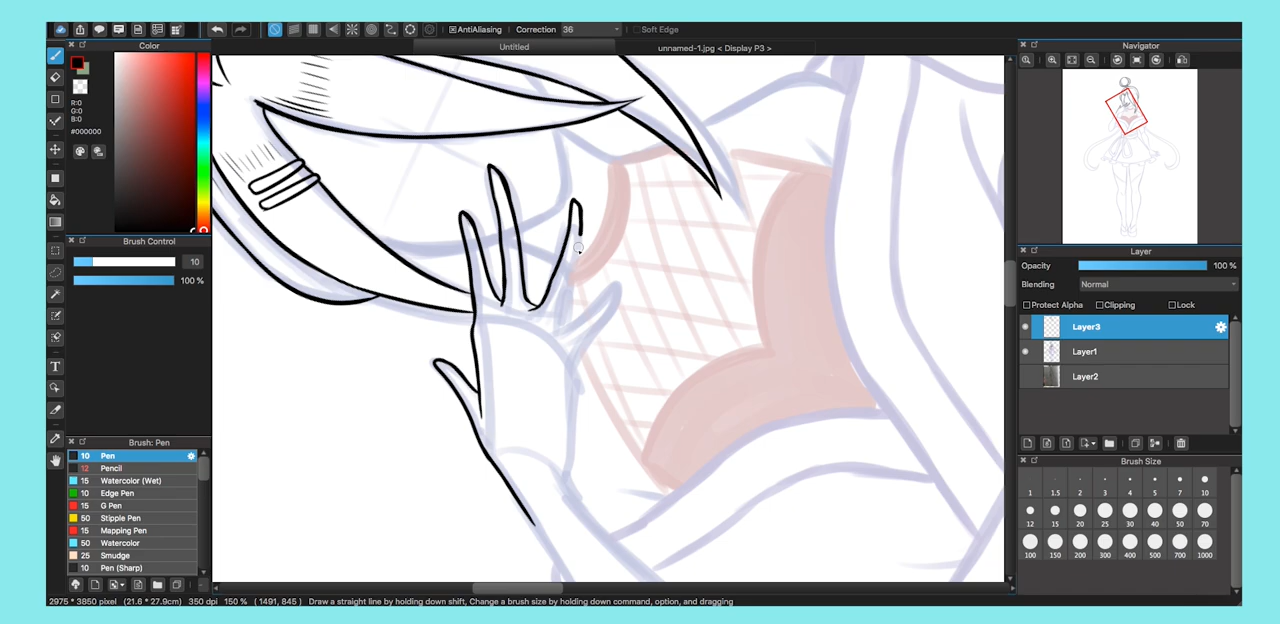 AntiAliasing Correction 36 Soft Edge
Color
Untitled
unnamed-1.jpg < Display P3 >
Navigator
R:0
G:0
B:0
#000000
Brush Control
10
100 %
Layer
Opacity 100 %
Blending Normal
Protect Alpha Clipping Lock
Layer3
Layer1
Layer2
T
Brush: Pen
10 Pen
12 Pencil
15 Watercolor (Wet)
10 Edge Pen
15 G Pen
50 Stipple Pen
15 Mapping Pen
50 Watercolor
25 Smudge
10 Pen (Sharp)
Brush Size
1 1.5 2 3 4 5 7 10
12 15 20 25 30 40 50 70
100 150 200 300 400 500 700 1000
2975 * 3850 pixel (21.6 * 27.9cm) 350 dpi 150 % ( 1491, 845 ) Draw a straight line by holding down shift, Change a brush size by holding down command, option, and dragging